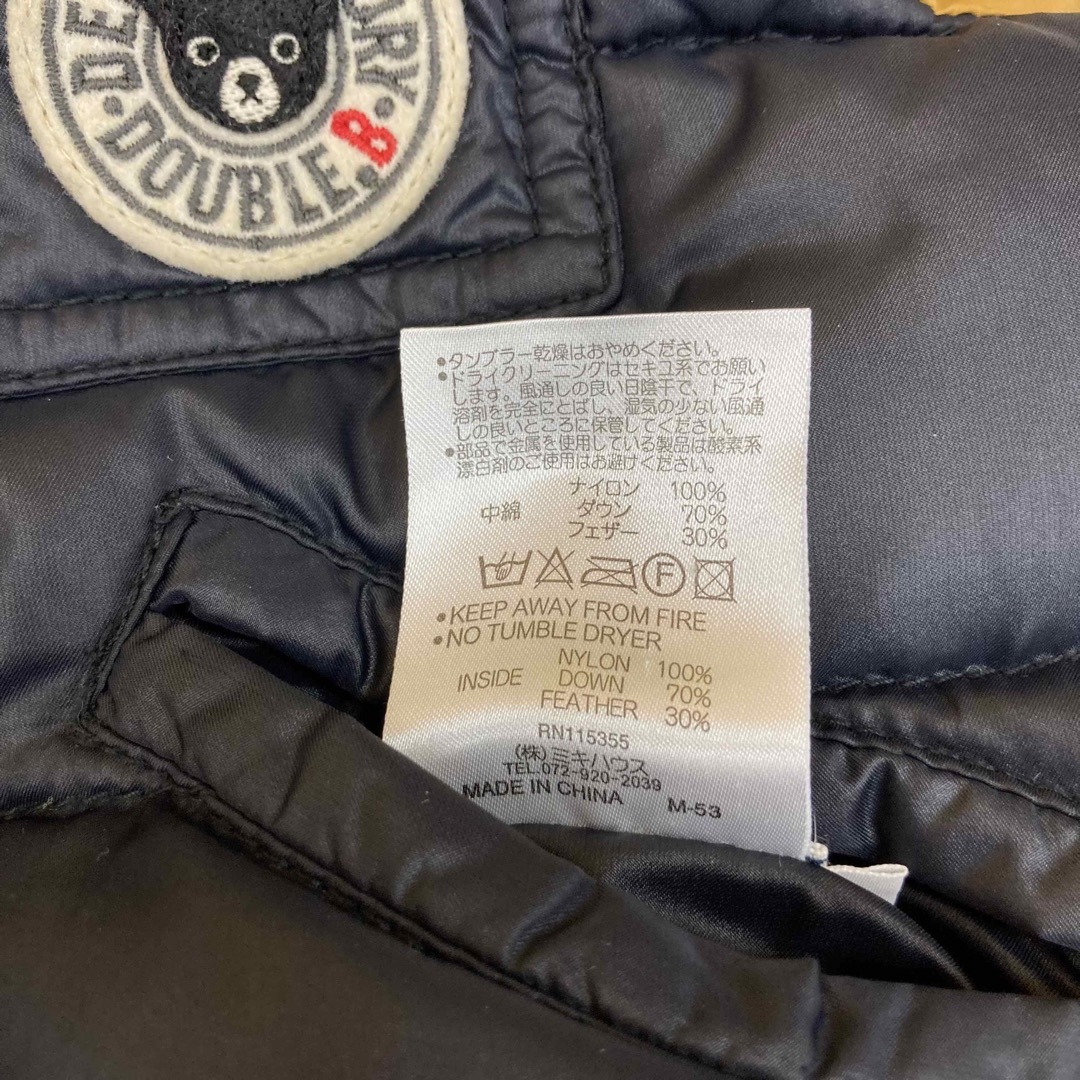 DOUBLE.B
•タンブラー乾燥はおやめください。
•ドライクリーニングはセキユ系でお願い
します。風通しの良い日陰干で、ドライ
溶剤を完全にとばし、湿気の少ない風通
しの良いところに保管してください。
•部品で金属を使用している製品は酸素系
漂白剤のご使用はお避けください。
ナイロン 100%
中綿 ダウン 70%
フェザー 30%
F
•KEEP AWAY FROM FIRE
•NO TUMBLE DRYER
NYLON 100%
INSIDE DOWN 70%
FEATHER 30%
RN115355
(株)ミキハウス
TEL.072-920-2039
MADE IN CHINA M-53